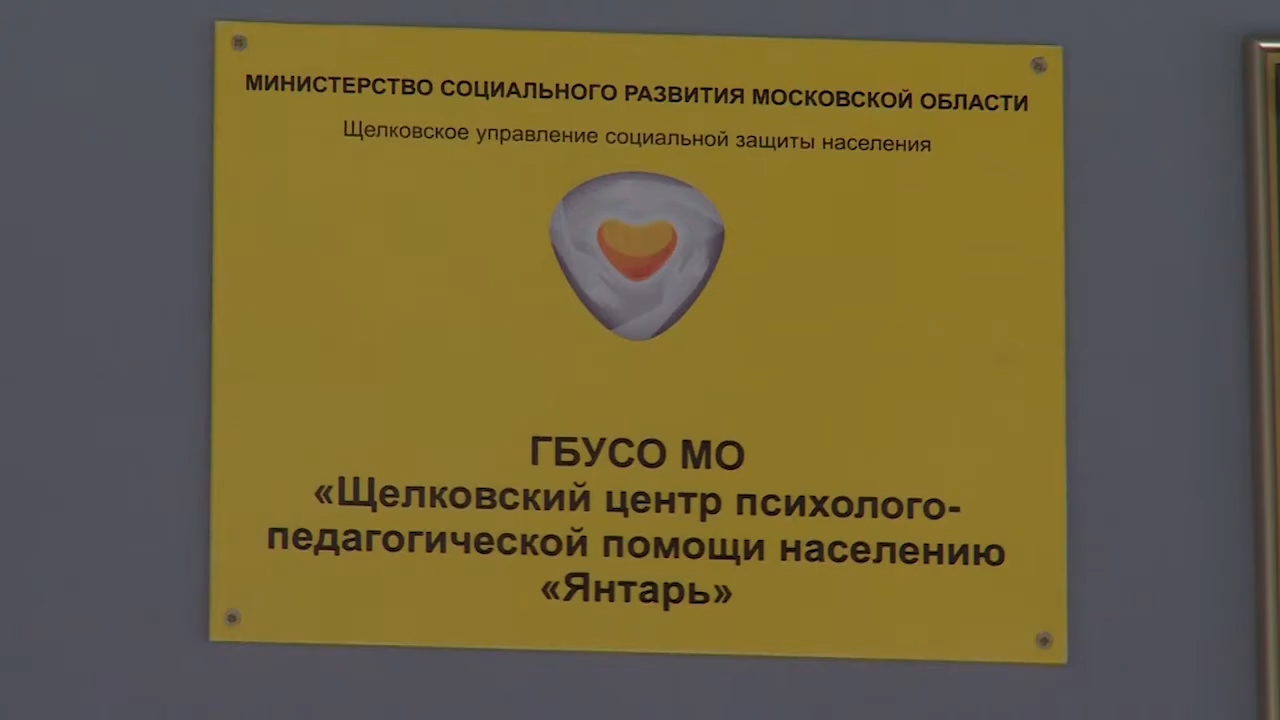 МИНИСТЕРСТВО СОЦИАЛЬНОГО РАЗВИТИЯ МОСКОВСКОЙ ОБЛАСТИ
Щелковское управление социальной защиты населения
ГБУСО МО
«Щелковский центр психолого-
педагогической помощи населению
«Янтарь»